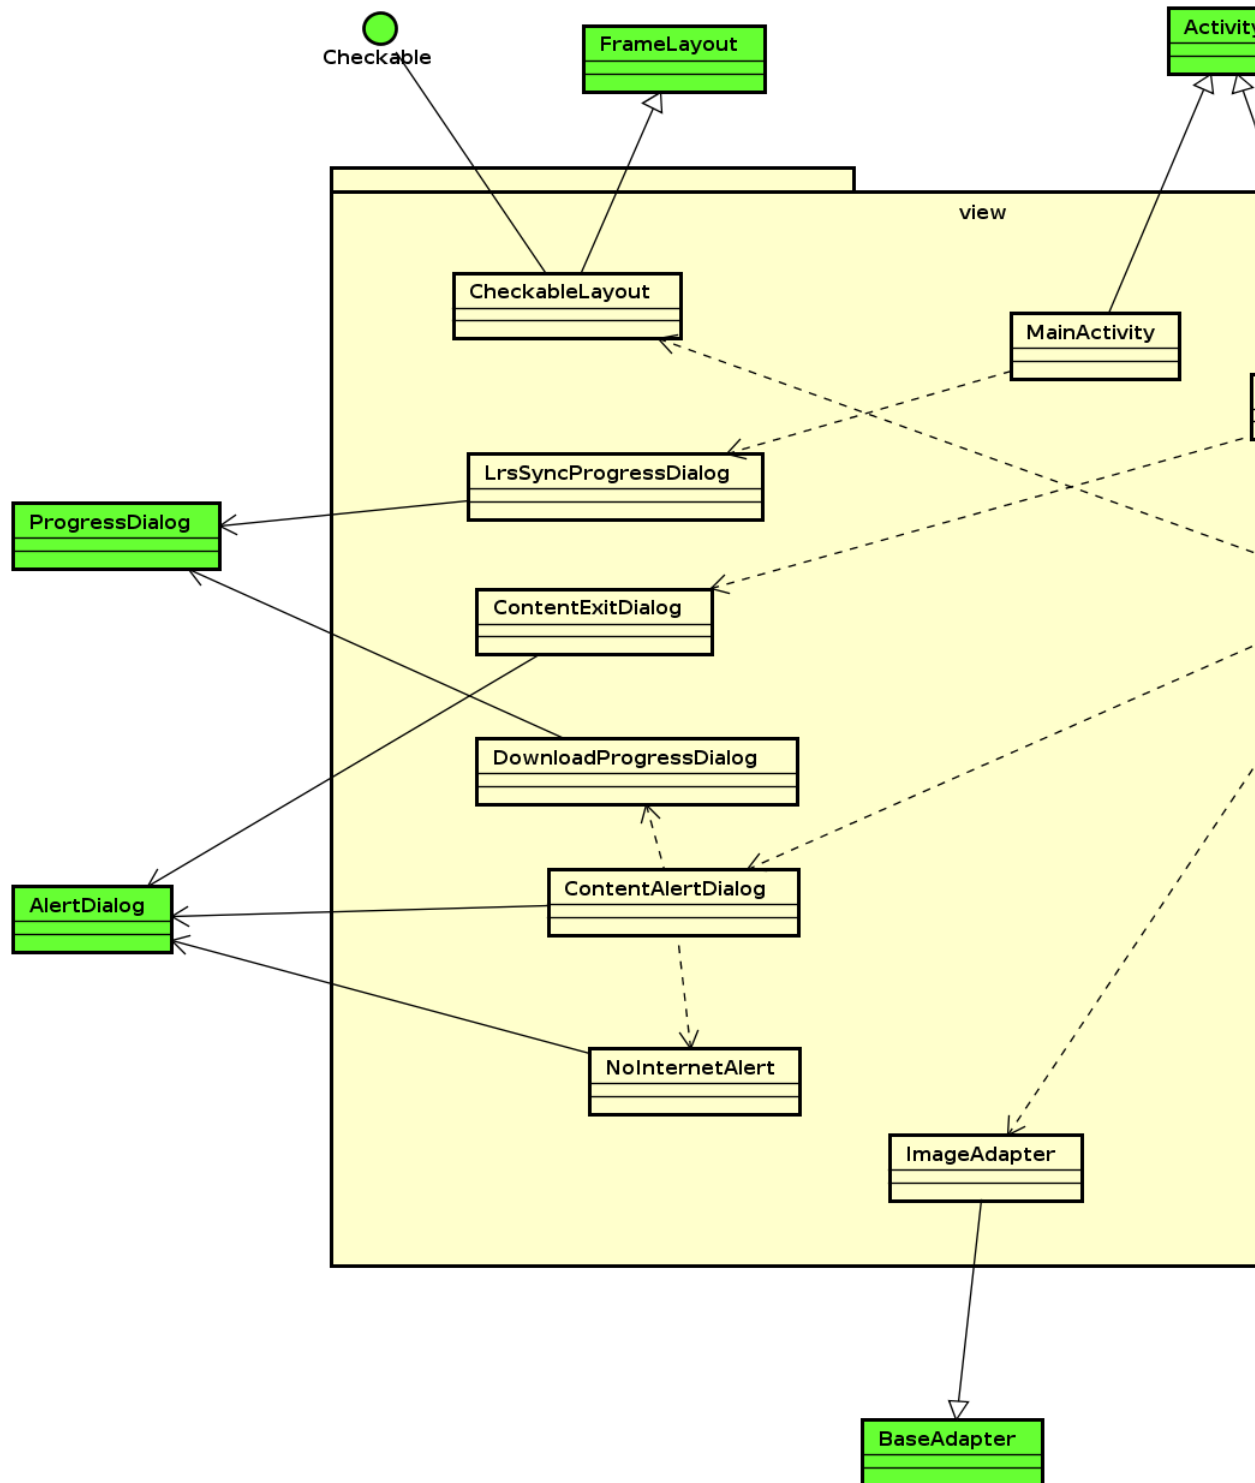 Checkable
FrameLayout
Activity
view
CheckableLayout
MainActivity
LrsSyncProgressDialog
ProgressDialog
ContentExitDialog
DownloadProgressDialog
ContentAlertDialog
AlertDialog
NoInternetAlert
ImageAdapter
BaseAdapter